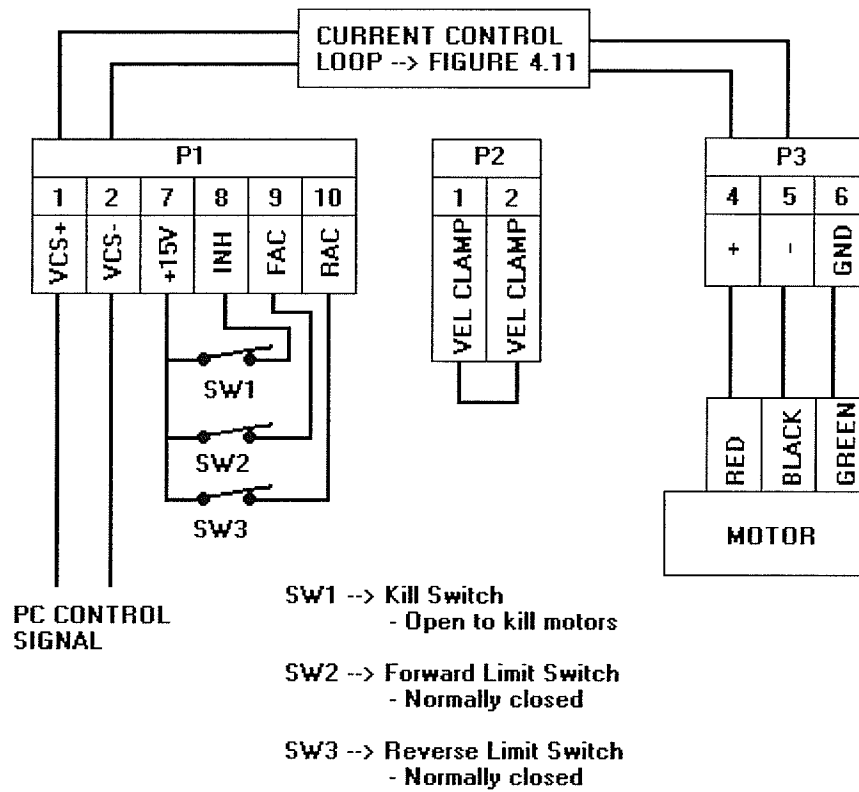 CURRENT CONTROL
LOOP --> FIGURE 4.11
P1
1 2 7 8 9 10
VCS+ VCS- +15V INH FAC RAC
P2
1 2
VEL CLAMP VEL CLAMP
P3
4 5 6
+ - GND
SW1
SW2
SW3
RED BLACK GREEN
MOTOR
PC CONTROL
SIGNAL
SW1 --> Kill Switch
- Open to kill motors
SW2 --> Forward Limit Switch
- Normally closed
SW3 --> Reverse Limit Switch
- Normally closed